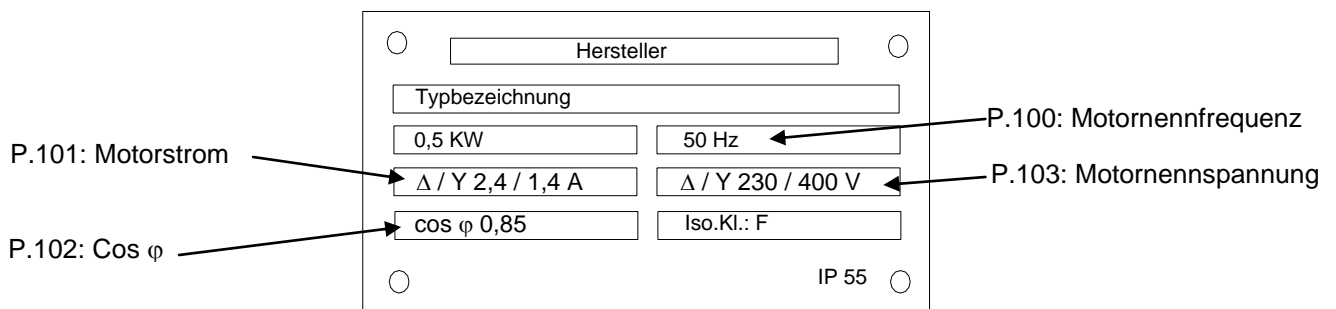 Hersteller
Typbezeichnung
P.100: Motornennfrequenz
0,5 KW
50 Hz
P.101: Motorstrom
Δ / Y 2,4 / 1,4 A
Δ / Y 230 / 400 V
P.103: Motornennspannung
cos φ 0,85
Iso.Kl.: F
P.102: Cos φ
IP 55